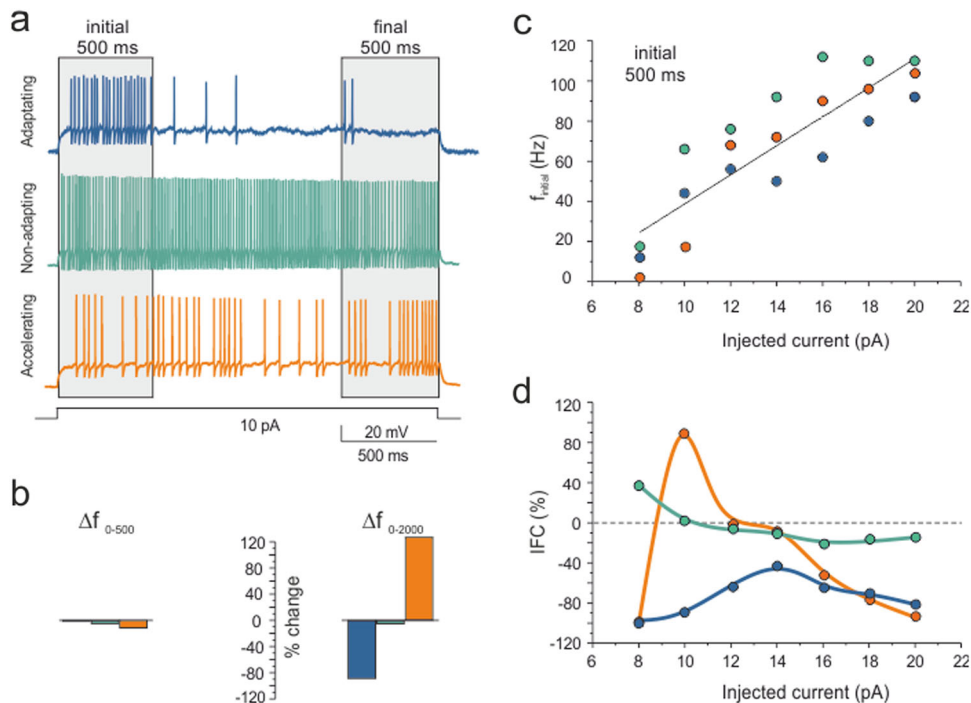 a
initial
500 ms
final
500 ms
Adaptating
Non-adapting
Accelerating
10 pA
20 mV
500 ms
b
Δf 0-500
Δf 0-2000
% change
120
80
40
0
-40
-80
-120
c
initial
500 ms
f initial (Hz)
120
100
80
60
40
20
0
6 8 10 12 14 16 18 20 22
Injected current (pA)
d
IFC (%)
120
80
40
0
-40
-80
-120
6 8 10 12 14 16 18 20 22
Injected current (pA)